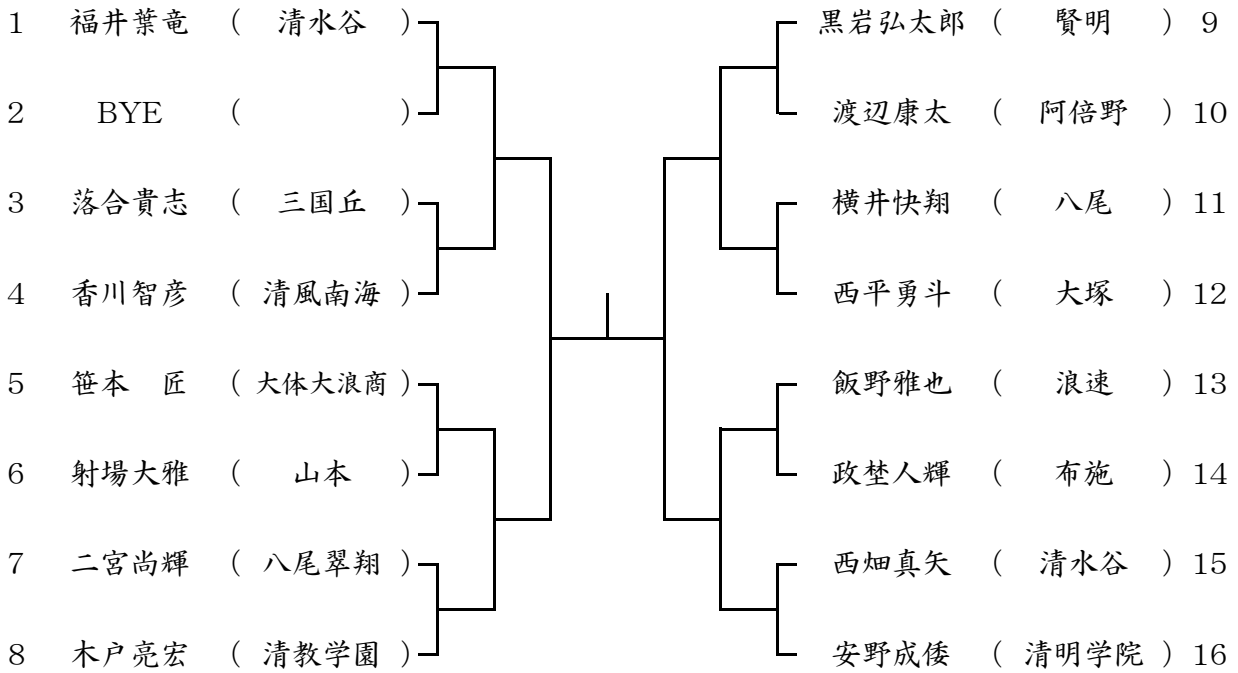 1 福井葉竜 ( 清水谷 )
2 BYE ( )
3 落合貴志 ( 三国丘 )
4 香川智彦 ( 清風南海 )
5 笹本 匠 ( 大体大浪商 )
6 射場大雅 ( 山本 )
7 二宮尚輝 ( 八尾翠翔 )
8 木戸亮宏 ( 清教学園 )
黒岩弘太郎 ( 賢明 ) 9
渡辺康太 ( 阿倍野 ) 10
横井快翔 ( 八尾 ) 11
西平勇斗 ( 大塚 ) 12
飯野雅也 ( 浪速 ) 13
政埜人輝 ( 布施 ) 14
西畑真矢 ( 清水谷 ) 15
安野成倭 ( 清明学院 ) 16